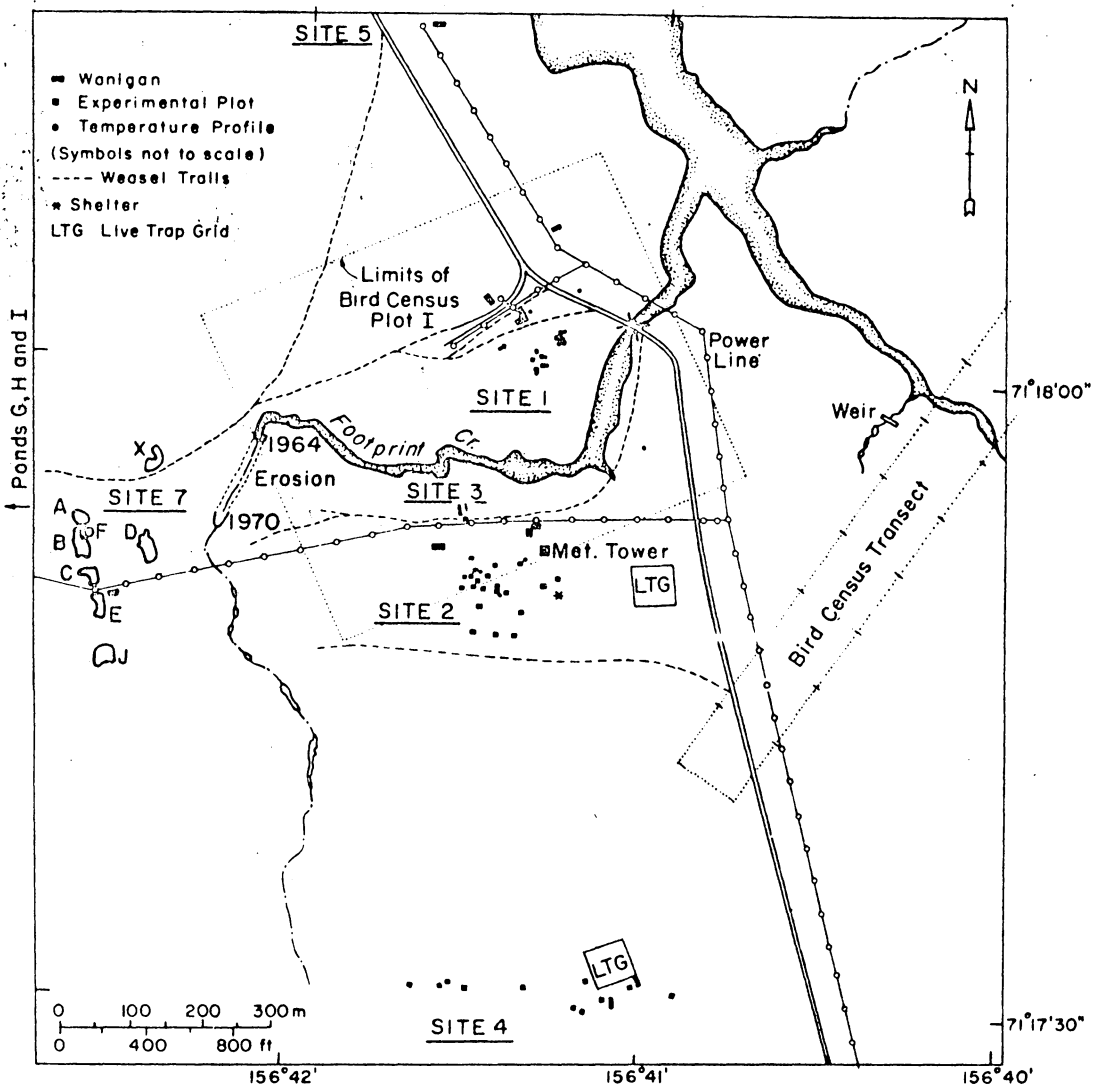 SITE 5
Wanigan
Experimental Plot
Temperature Profile
(Symbols not to scale)
Weasel Trails
Shelter
LTG Live Trap Grid
N
Limits of
Bird Census
Plot I
Ponds G, H and I
Power
Line
71°18'00"
SITE 1
Weir
Footprint Cr.
1964
X
Erosion
SITE 3
SITE 7
A
1970
F
B
D
Met. Tower
C
LTG
Bird Census Transect
E
SITE 2
J
LTG
0 100 200 300 m
SITE 4
71°17'30"
0 400 800 ft
156°42'
156°41'
156°40'